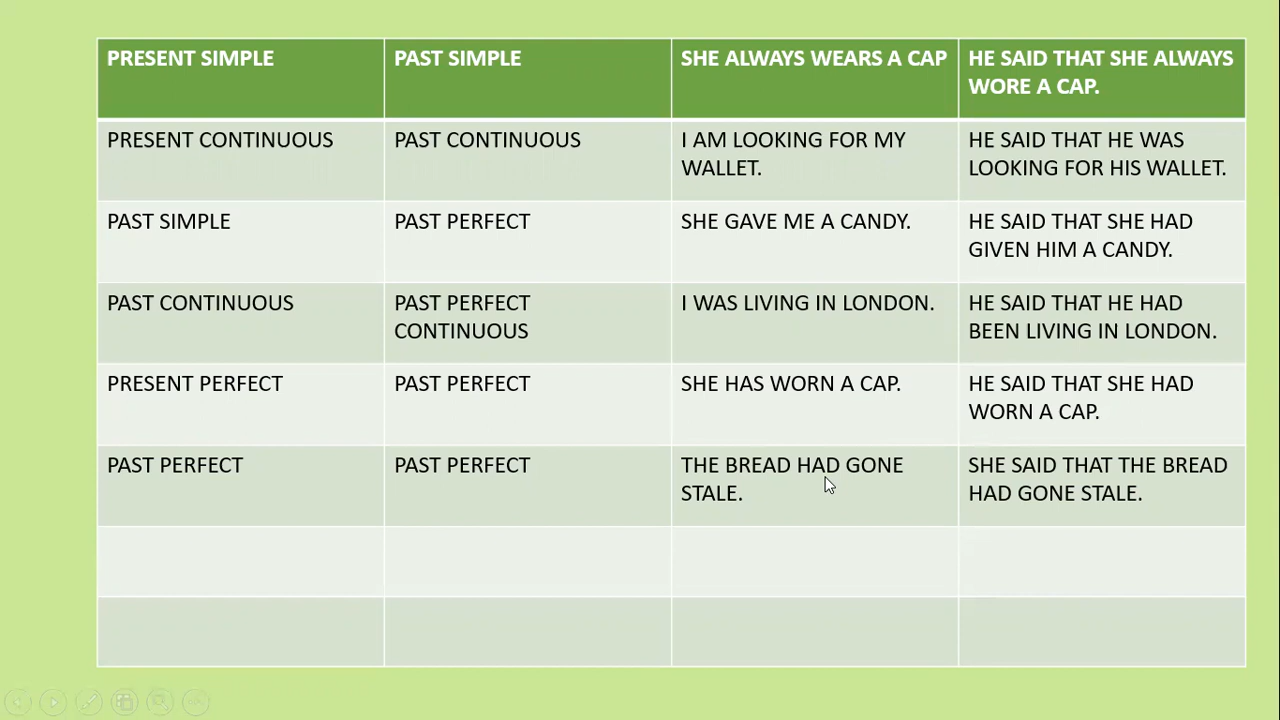 PRESENT SIMPLE
PAST SIMPLE
SHE ALWAYS WEARS A CAP
HE SAID THAT SHE ALWAYS
WORE A CAP.
PRESENT CONTINUOUS
PAST CONTINUOUS
I AM LOOKING FOR MY
WALLET.
HE SAID THAT HE WAS
LOOKING FOR HIS WALLET.
PAST SIMPLE
PAST PERFECT
SHE GAVE ME A CANDY.
HE SAID THAT SHE HAD
GIVEN HIM A CANDY.
PAST CONTINUOUS
PAST PERFECT
CONTINUOUS
I WAS LIVING IN LONDON.
HE SAID THAT HE HAD
BEEN LIVING IN LONDON.
PRESENT PERFECT
PAST PERFECT
SHE HAS WORN A CAP.
HE SAID THAT SHE HAD
WORN A CAP.
PAST PERFECT
PAST PERFECT
THE BREAD HAD GONE
STALE.
SHE SAID THAT THE BREAD
HAD GONE STALE.